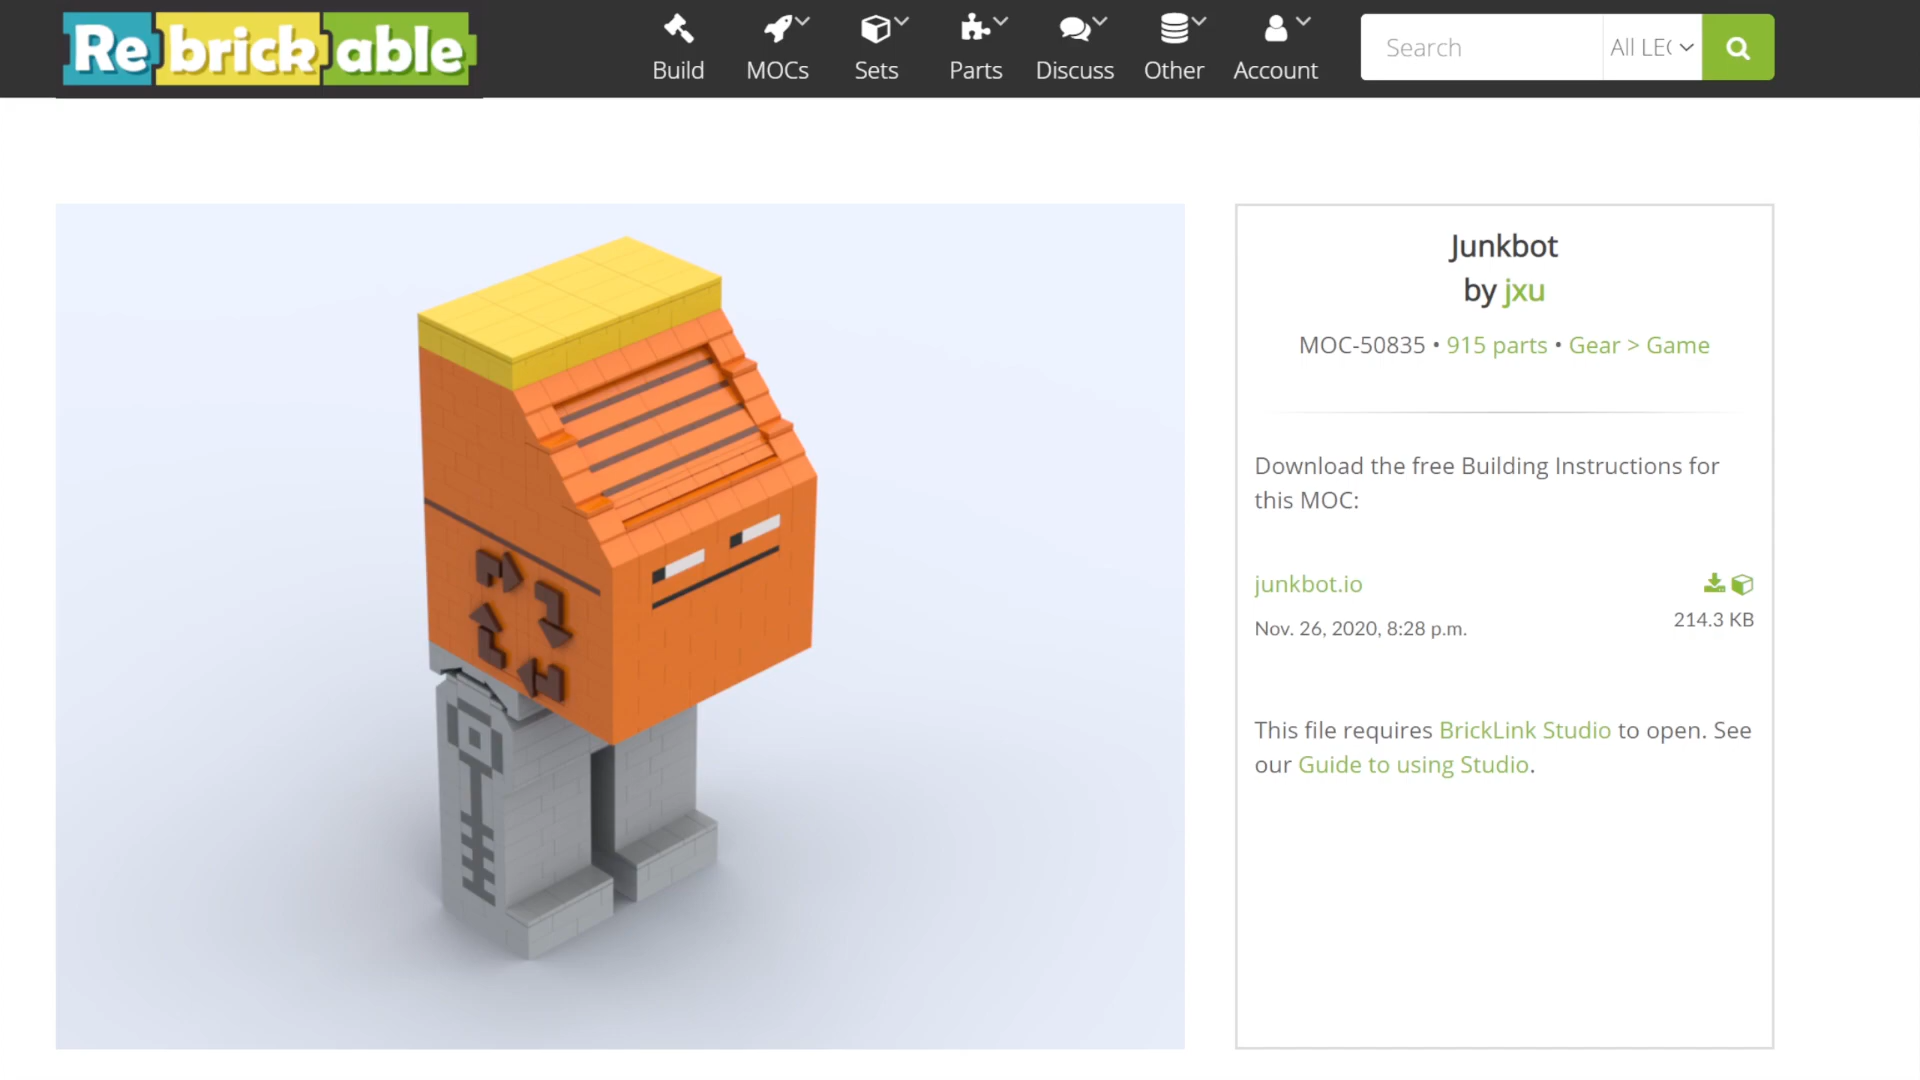 Rebrickable
Build
MOCs
Sets
Parts
Discuss
Other
Account
Search
All LEC
Junkbot
by jxu
MOC-50835 • 915 parts • Gear > Game
Download the free Building Instructions for
this MOC:
junkbot.io
214.3 KB
Nov. 26, 2020, 8:28 p.m.
This file requires BrickLink Studio to open. See
our Guide to using Studio.